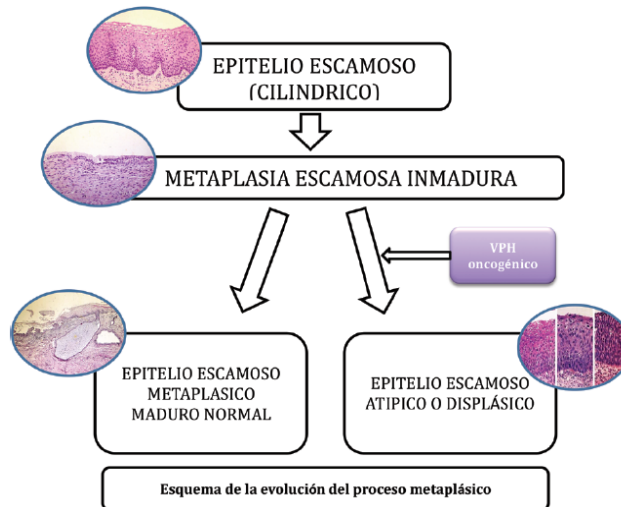 EPITELIO ESCAMOSO
(CILINDRICO)
METAPLASIA ESCAMOSA INMADURA
VPH
oncogénico
EPITELIO ESCAMOSO
METAPLASICO
MADURO NORMAL
EPITELIO ESCAMOSO
ATIPICO O DISPLÁSICO
Esquema de la evolución del proceso metaplásico